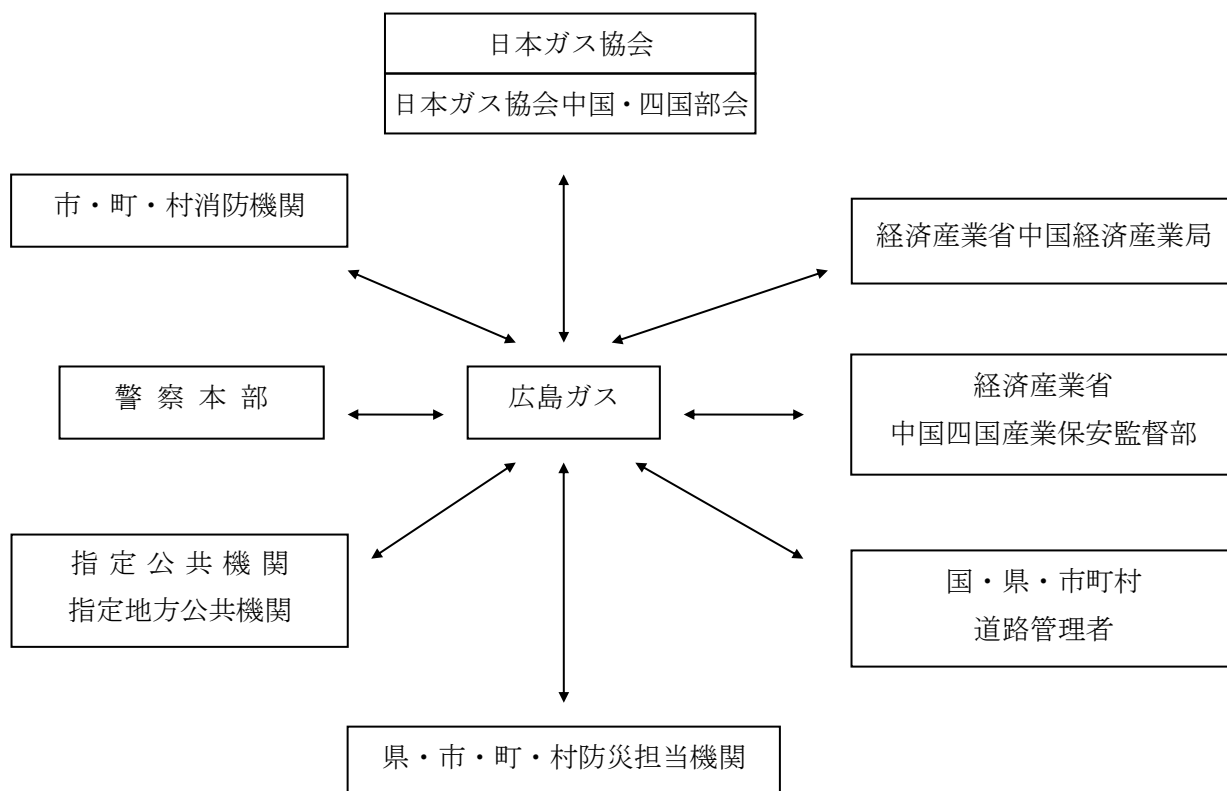 日本ガス協会
日本ガス協会中国・四国部会
市・町・村消防機関
経済産業省中国経済産業局
警 察 本 部
広島ガス
経済産業省
中国四国産業保安監督部
指 定 公 共 機 関
指定地方公共機関
国・県・市町村
道路管理者
県・市・町・村防災担当機関